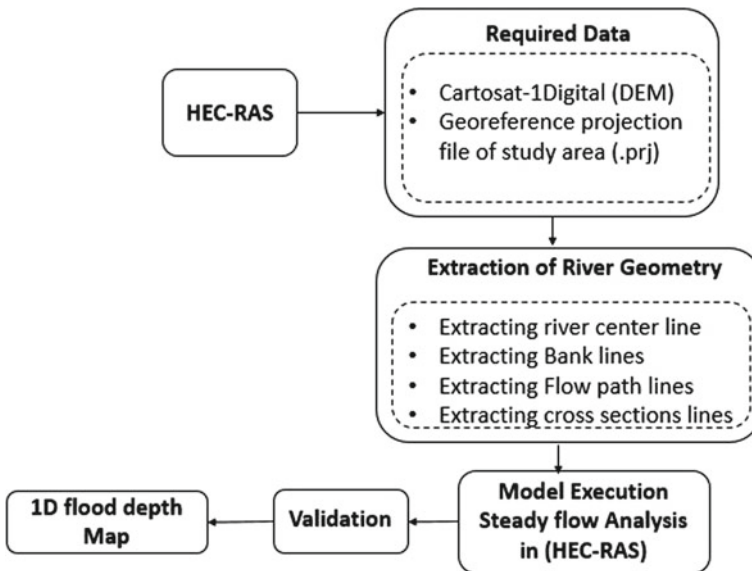 Required Data
HEC-RAS
• Cartosat-1Digital (DEM)
• Georeference projection
file of study area (.prj)
Extraction of River Geometry
• Extracting river center line
• Extracting Bank lines
• Extracting Flow path lines
• Extracting cross sections lines
Model Execution
Steady flow Analysis
in (HEC-RAS)
Validation
1D flood depth
Map